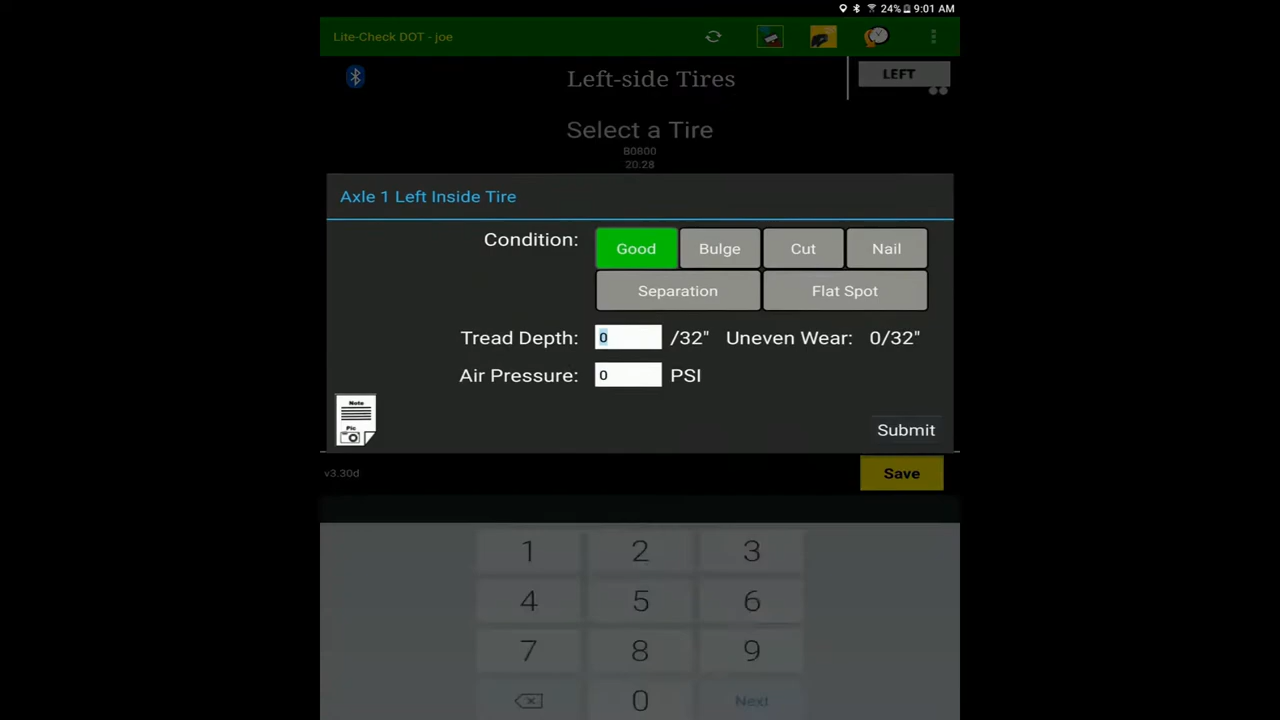 24% 9:01 AM
Lite-Check DOT - joe
Left-side Tires
LEFT
Select a Tire
B0800
20:28
Axle 1 Left Inside Tire
Condition: Good Bulge Cut Nail
Separation Flat Spot
Tread Depth: 0 /32" Uneven Wear: 0/32"
Air Pressure: 0 PSI
Note
Pic
Submit
v3.30d
Save
1 2 3
4 5 6
7 8 9
0 Next